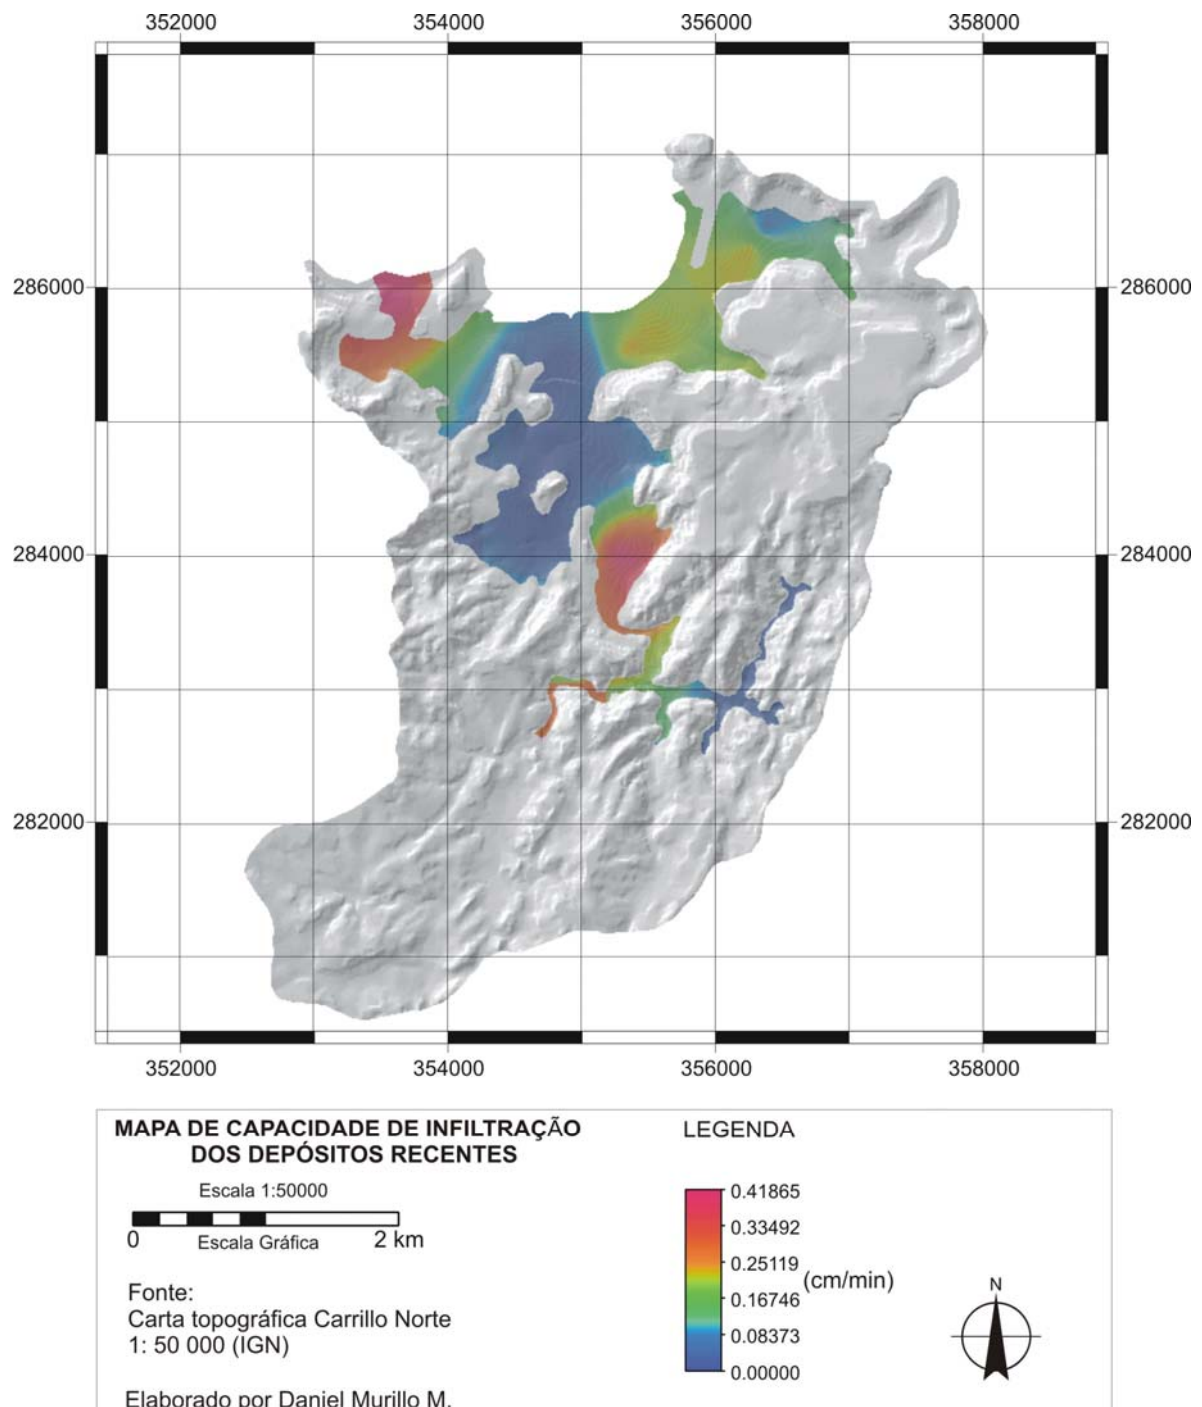 352000 354000 356000 358000
286000 286000
284000 284000
282000 282000
352000 354000 356000 358000
MAPA DE CAPACIDADE DE INFILTRAÇÃO
DOS DEPÓSITOS RECENTES
Escala 1:50000
0 Escala Gráfica 2 km
Fonte:
Carta topográfica Carrillo Norte
1: 50 000 (IGN)
Elaborado por Daniel Murillo M.
LEGENDA
0.41865
0.33492
0.25119
(cm/min)
0.16746
0.08373
0.00000
N